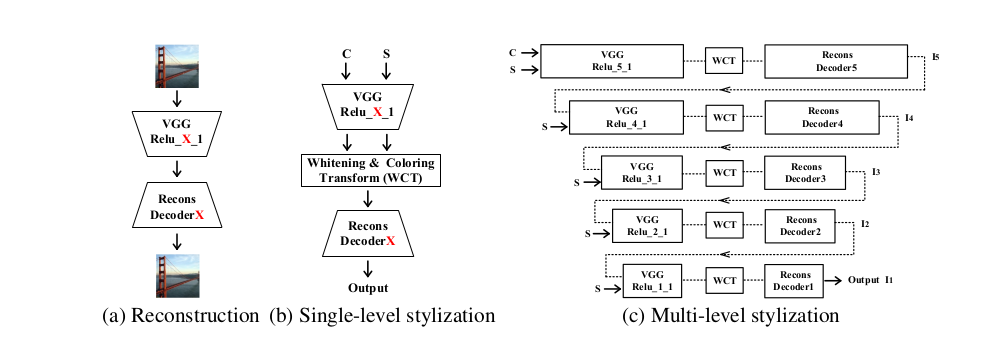 VGG
Relu_X_1
Recons
DecoderX
(a) Reconstruction
C S
VGG
Relu_X_1
Whitening & Coloring
Transform (WCT)
Recons
DecoderX
Output
(b) Single-level stylization
C
S
VGG
Relu_5_1
WCT
Recons
Decoder5
I5
S
VGG
Relu_4_1
WCT
Recons
Decoder4
I4
S
VGG
Relu_3_1
WCT
Recons
Decoder3
I3
S
VGG
Relu_2_1
WCT
Recons
Decoder2
I2
S
VGG
Relu_1_1
WCT
Recons
Decoder1
Output I1
(c) Multi-level stylization